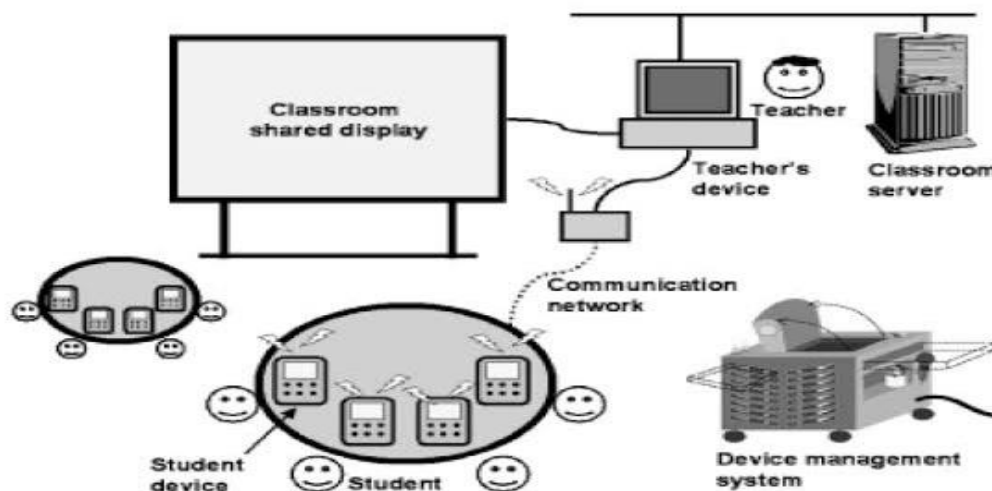 Classroom
shared display
Teacher
Teacher's
device
Classroom
server
Communication
network
Student
device
Student
Device management
system